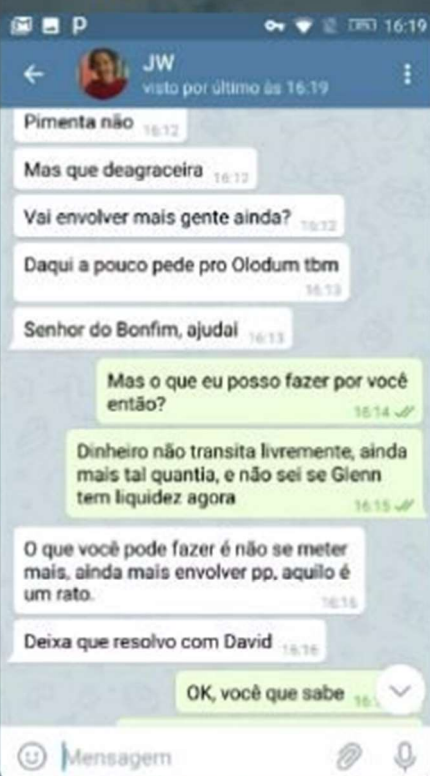 P 16:19
JW
visto por último às 16:19
Pimenta não 16:12
Mas que deagraceira 16:12
Vai envolver mais gente ainda? 16:12
Daqui a pouco pede pro Olodum tbm
16:13
Senhor do Bonfim, ajudai 16:13
Mas o que eu posso fazer por você
então? 16:14
Dinheiro não transita livremente, ainda
mais tal quantia, e não sei se Glenn
tem liquidez agora 16:15
O que você pode fazer é não se meter
mais, ainda mais envolver pp, aquilo é
um rato. 16:16
Deixa que resolvo com David 16:16
OK, você que sabe
Mensagem